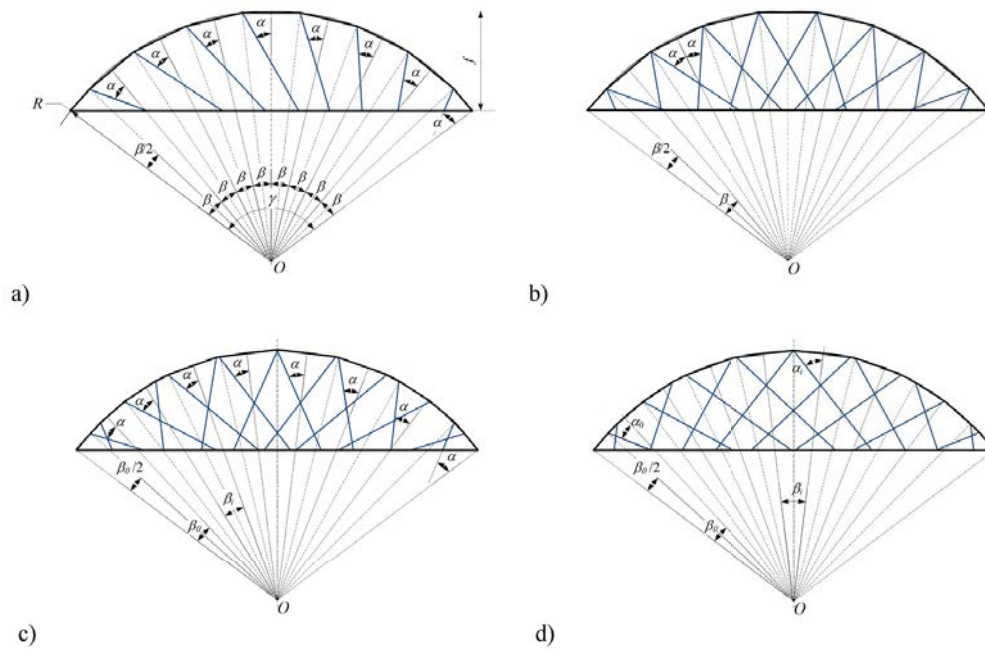 α α α α α α α α
f
R
β/2
β β β β β β β β
γ
O
a)
α α
β/2
β
O
b)
α α α α α α α α
β₀/2
βᵢ
β₀
O
c)
αᵢ
α₀
β₀/2
βᵢ
β₀
O
d)